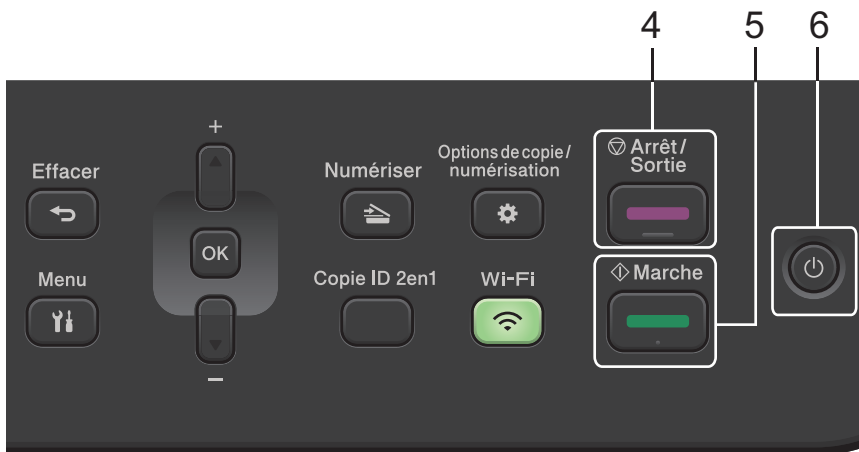 4
5
6
+
Effacer
Numériser
Options de copie/
numérisation
Arrêt/
Sortie
OK
Menu
Copie ID 2en1
Wi-Fi
Marche
−